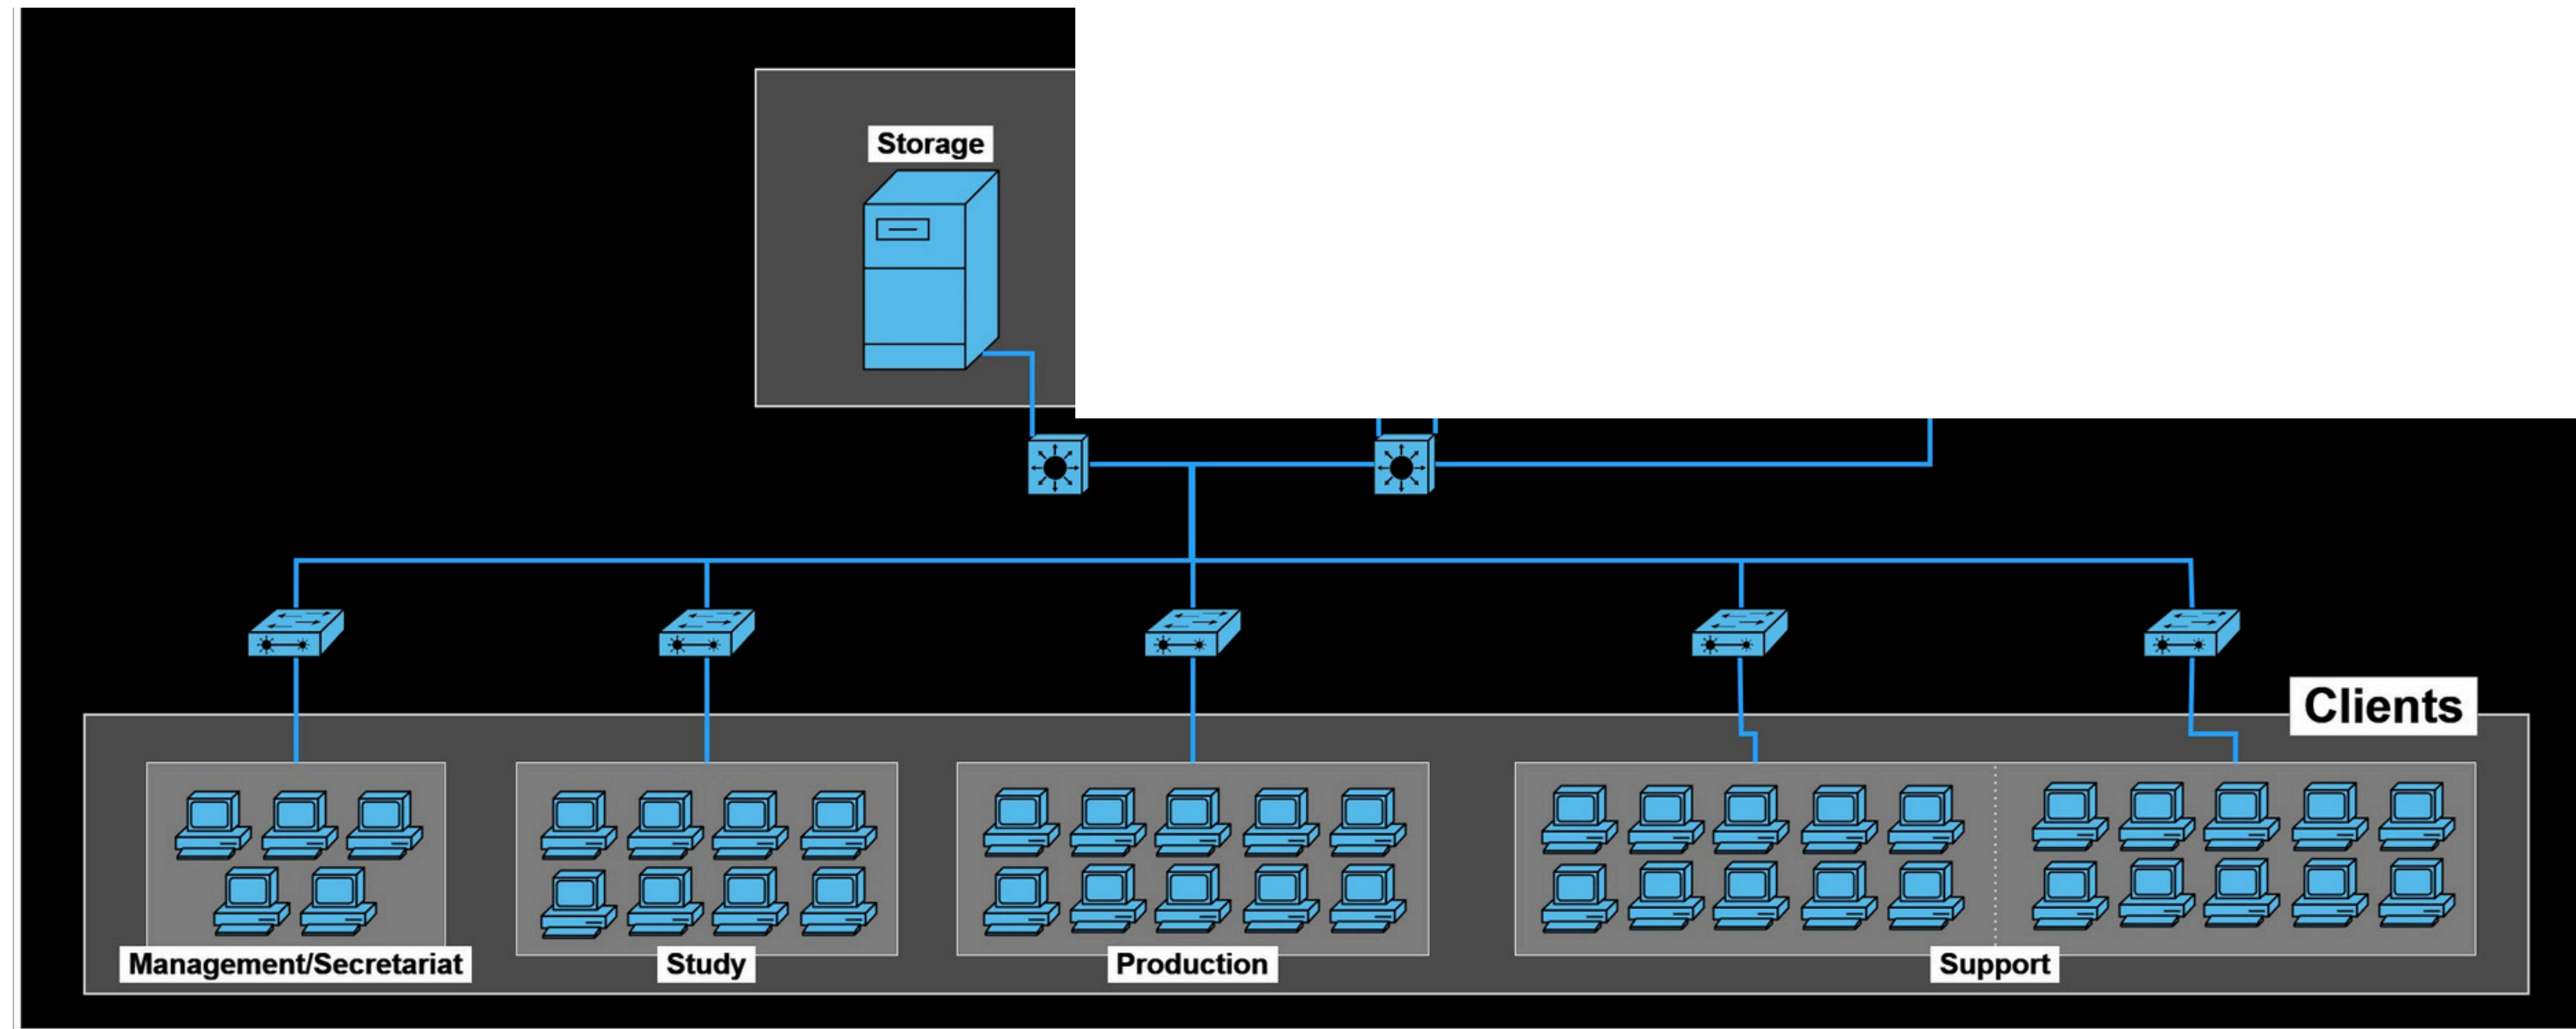 Storage
Clients
Management/Secretariat
Study
Production
Support